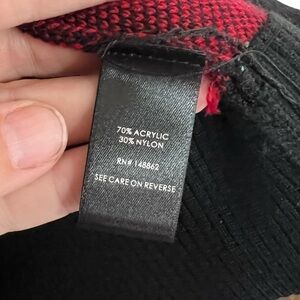 70% ACRYLIC
30% NYLON
RN# 148862
SEE CARE ON REVERSE